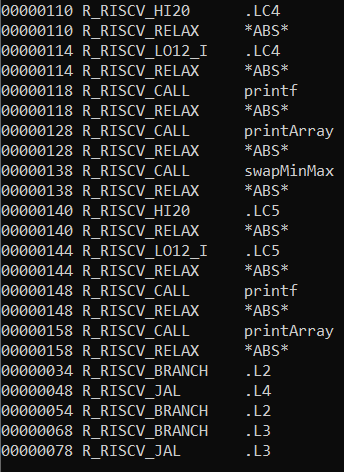 00000110 R_RISCV_HI20 .LC4
00000110 R_RISCV_RELAX *ABS*
00000114 R_RISCV_LO12_I .LC4
00000114 R_RISCV_RELAX *ABS*
00000118 R_RISCV_CALL printf
00000118 R_RISCV_RELAX *ABS*
00000128 R_RISCV_CALL printArray
00000128 R_RISCV_RELAX *ABS*
00000138 R_RISCV_CALL swapMinMax
00000138 R_RISCV_RELAX *ABS*
00000140 R_RISCV_HI20 .LC5
00000140 R_RISCV_RELAX *ABS*
00000144 R_RISCV_LO12_I .LC5
00000144 R_RISCV_RELAX *ABS*
00000148 R_RISCV_CALL printf
00000148 R_RISCV_RELAX *ABS*
00000158 R_RISCV_CALL printArray
00000158 R_RISCV_RELAX *ABS*
00000034 R_RISCV_BRANCH .L2
00000048 R_RISCV_JAL .L4
00000054 R_RISCV_BRANCH .L2
00000068 R_RISCV_BRANCH .L3
00000078 R_RISCV_JAL .L3